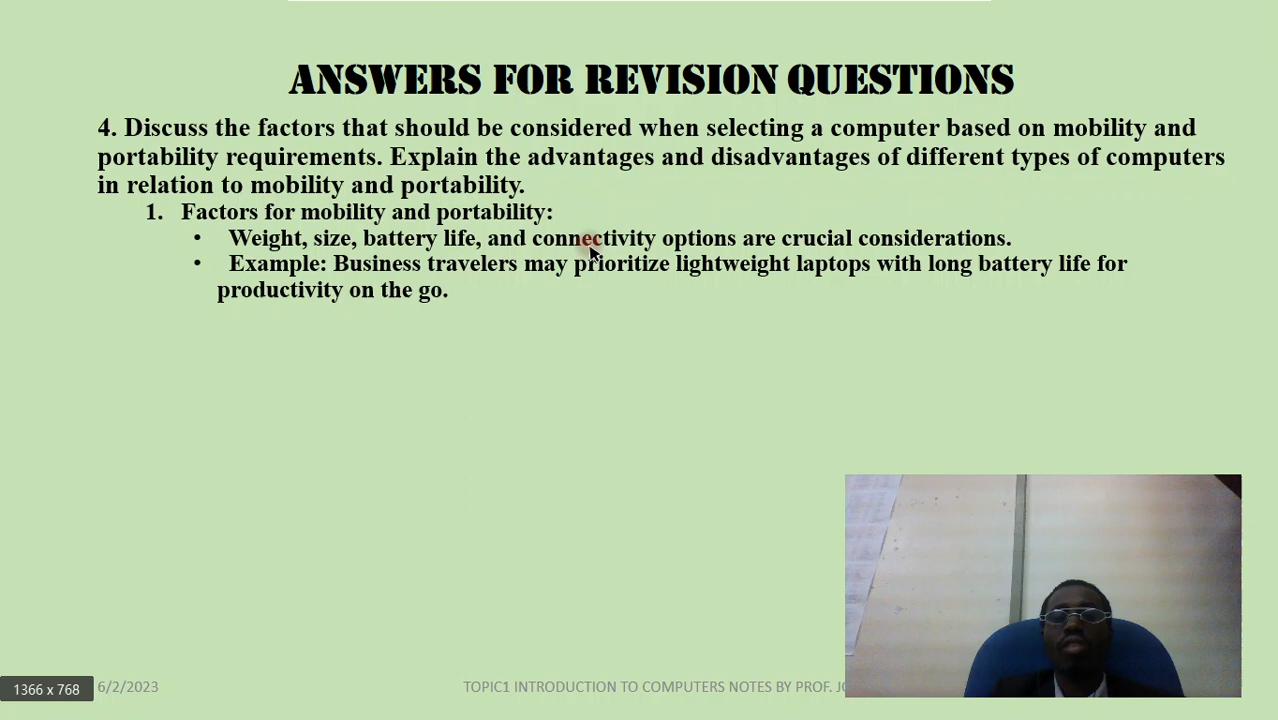 ANSWERS FOR REVISION QUESTIONS
4. Discuss the factors that should be considered when selecting a computer based on mobility and
portability requirements. Explain the advantages and disadvantages of different types of computers
in relation to mobility and portability.
1. Factors for mobility and portability:
• Weight, size, battery life, and connectivity options are crucial considerations.
• Example: Business travelers may prioritize lightweight laptops with long battery life for
productivity on the go.
1366 x 768
6/2/2023
TOPIC1 INTRODUCTION TO COMPUTERS NOTES BY PROF.